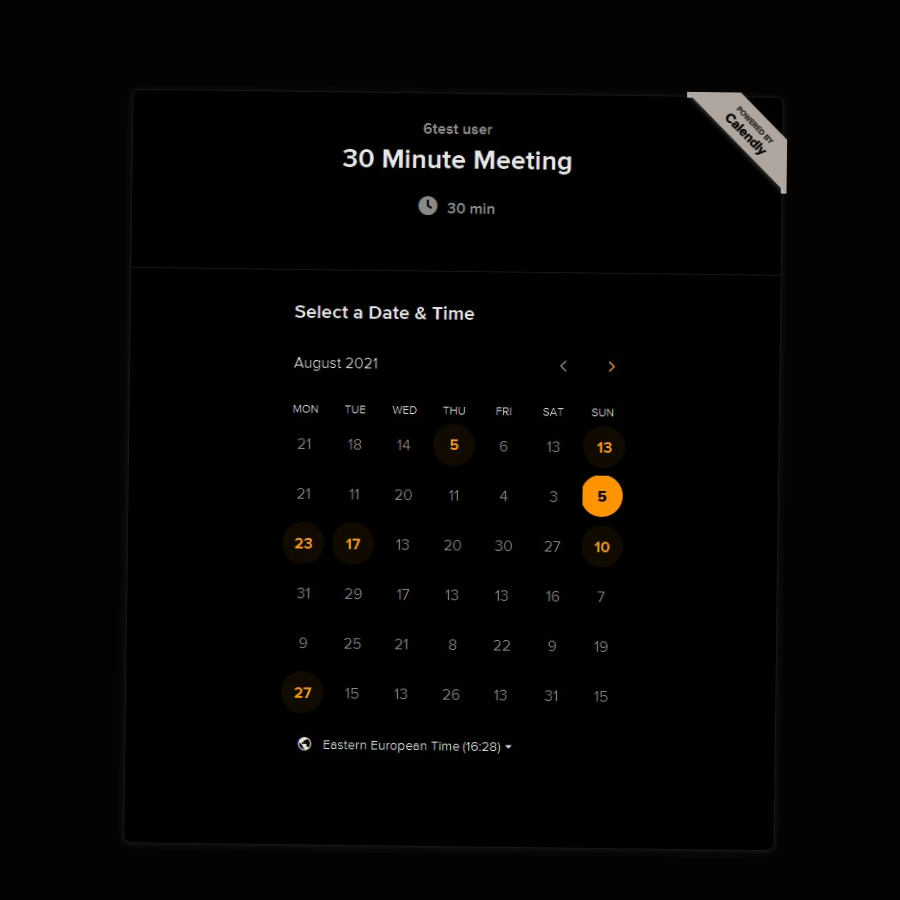 POWERED BY
Calendly
6test user
30 Minute Meeting
30 min
Select a Date & Time
August 2021
MON TUE WED THU FRI SAT SUN
21 18 14 5 6 13 13
21 11 20 11 4 3 5
23 17 13 20 30 27 10
31 29 17 13 13 16 7
9 25 21 8 22 9 19
27 15 13 26 13 31 15
Eastern European Time (16:28)